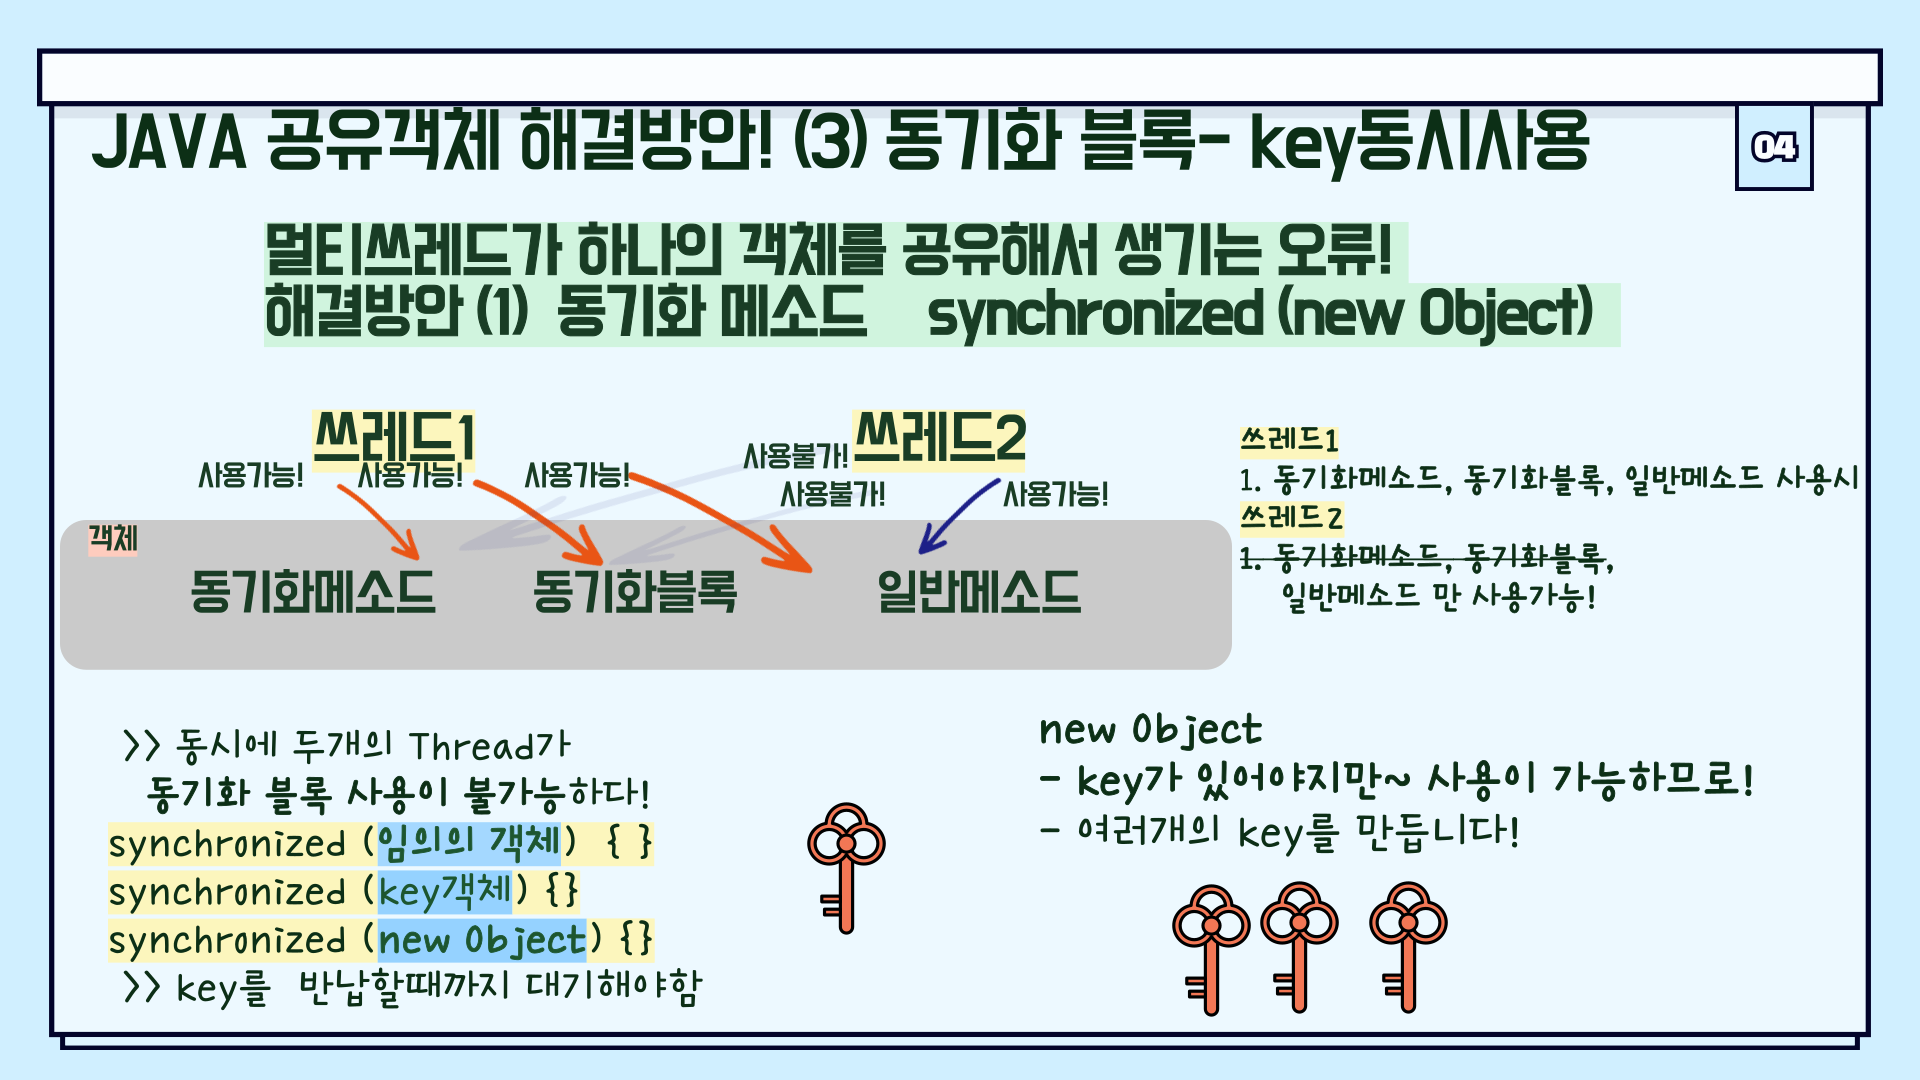 JAVA 공유객체 해결방안! (3) 동기화 블록- key동시사용
04
멀티쓰레드가 하나의 객체를 공유해서 생기는 오류!
해결방안 (1) 동기화 메소드 synchronized (new Object)
쓰레드1
쓰레드2
사용가능!
사용가능!
사용가능!
사용불가!
사용불가!
사용가능!
객체
동기화메소드
동기화블록
일반메소드
쓰레드1
1. 동기화메소드, 동기화블록, 일반메소드 사용시
쓰레드2
1. 동기화메소드, 동기화블록,
일반메소드 만 사용가능!
>> 동시에 두개의 Thread가
동기화 블록 사용이 불가능하다!
synchronized (임의의 객체) { }
synchronized (key객체) {}
synchronized (new Object) {}
>> key를 반납할때까지 대기해야함
new Object
- key가 있어야지만~ 사용이 가능하므로!
- 여러개의 key를 만듭니다!